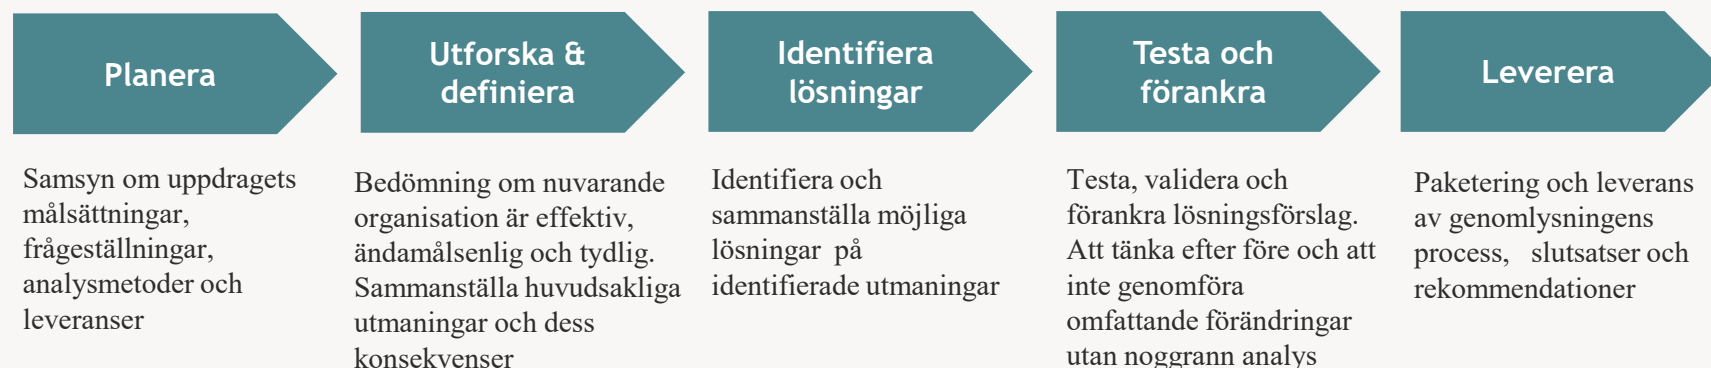 Planera
Utforska &
definiera
Identifiera
lösningar
Testa och
förankra
Leverera
Samsyn om uppdragets
målsättningar,
frågeställningar,
analysmetoder och
leveranser
Bedömning om nuvarande
organisation är effektiv,
ändamålsenlig och tydlig.
Sammanställa huvudsakliga
utmaningar och dess
konsekvenser
Identifiera och
sammanställa möjliga
lösningar på
identifierade utmaningar
Testa, validera och
förankra lösningsförslag.
Att tänka efter före och att
inte genomföra
omfattande förändringar
utan noggrann analys
Paketering och leverans
av genomlysningens
process, slutsatser och
rekommendationer